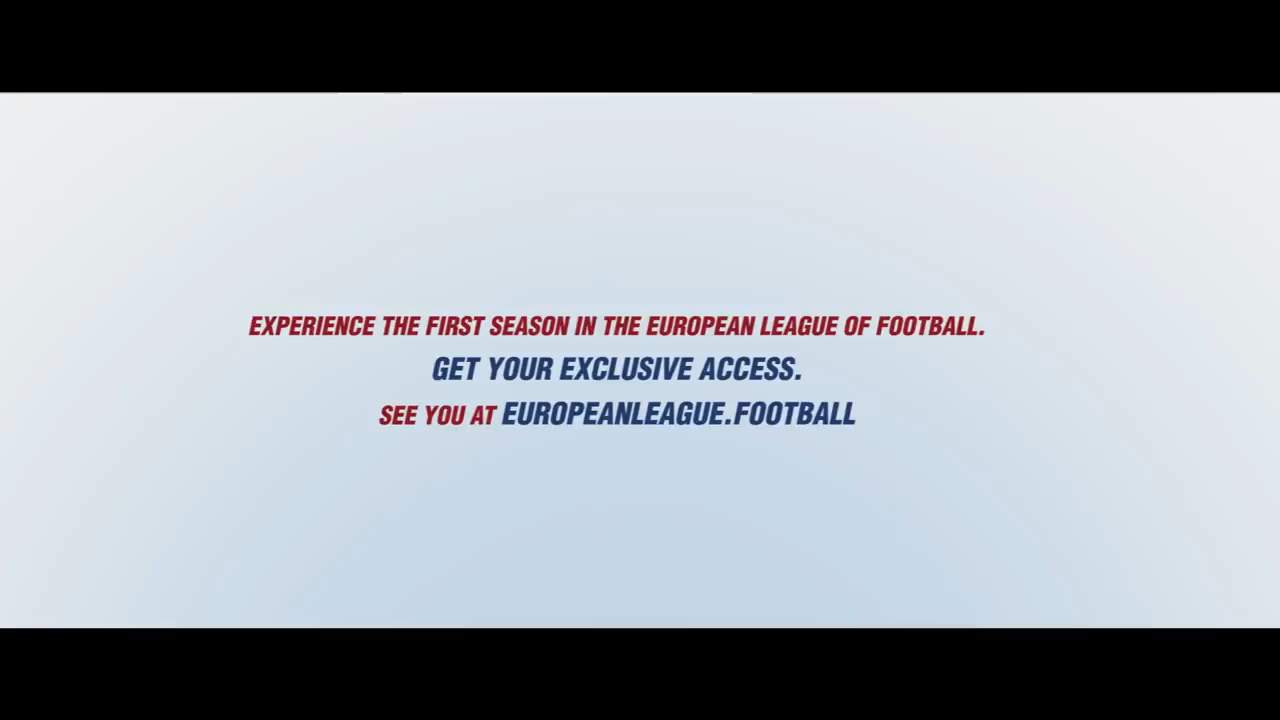 EXPERIENCE THE FIRST SEASON IN THE EUROPEAN LEAGUE OF FOOTBALL.
GET YOUR EXCLUSIVE ACCESS.
SEE YOU AT EUROPEANLEAGUE.FOOTBALL